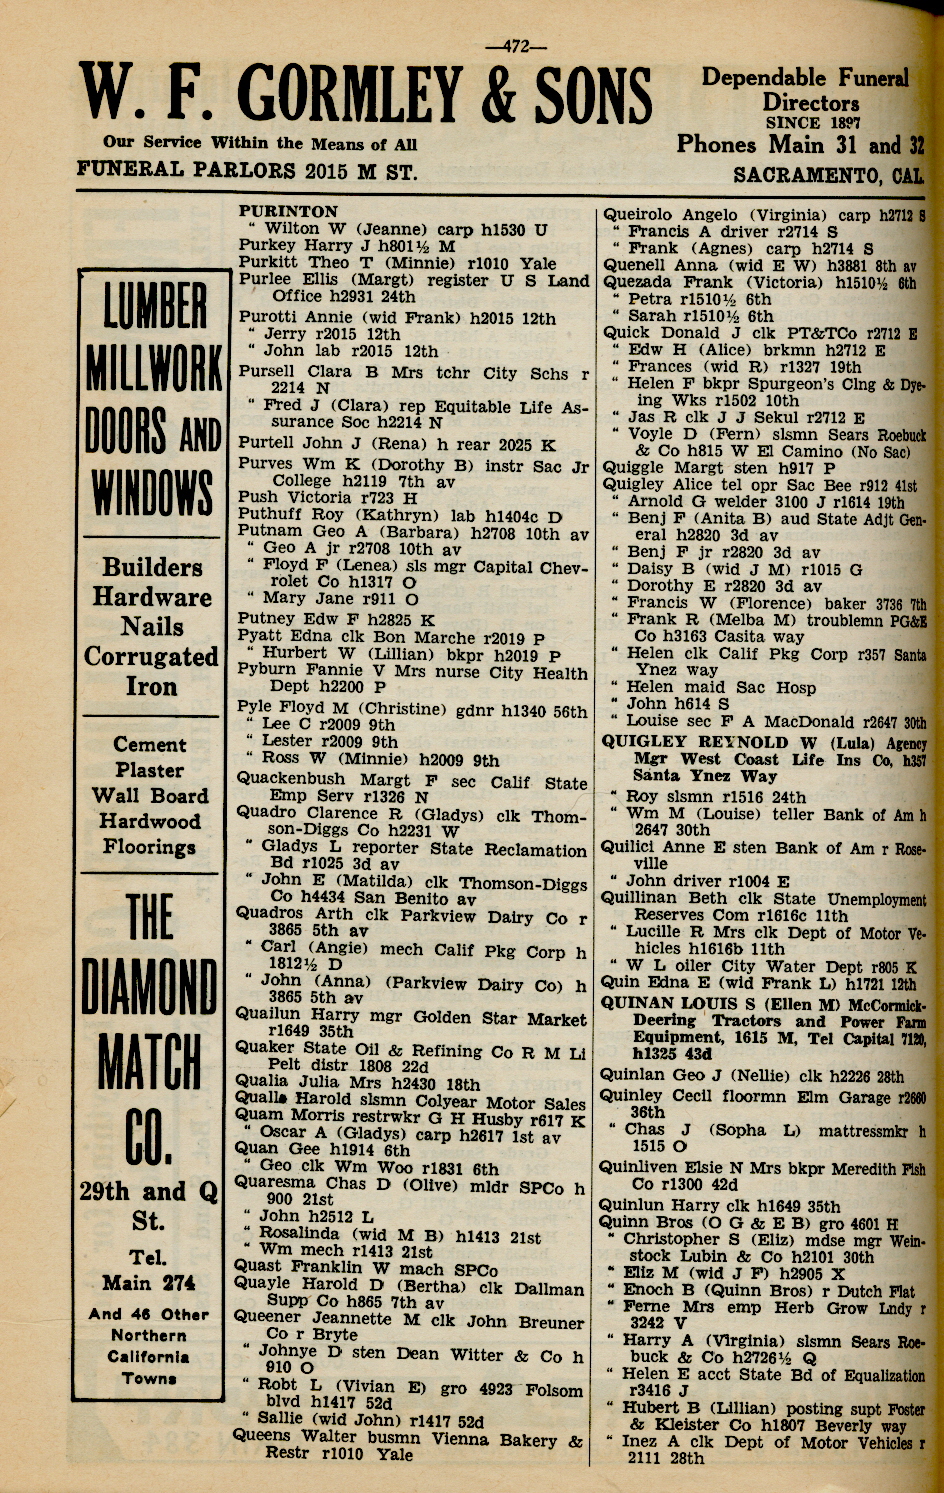 —472—
W. F. GORMLEY & SONS
Our Service Within the Means of All
FUNERAL PARLORS 2015 M ST.
Dependable Funeral
Directors
SINCE 1897
Phones Main 31 and 32
SACRAMENTO, CAL
LUMBER
MILLWORK
DOORS AND
WINDOWS
Builders
Hardware
Nails
Corrugated
Iron
Cement
Plaster
Wall Board
Hardwood
Floorings
THE
DIAMOND
MATCH
CO.
29th and Q
St.
Tel.
Main 274
And 46 Other
Northern
California
Towns
PURINTON
" Wilton W (Jeanne) carp h1530 U
Purkey Harry J h801½ M
Purkitt Theo T (Minnie) r1010 Yale
Purlee Ellis (Margt) register U S Land
Office h2931 24th
Purotti Annie (wid Frank) h2015 12th
" Jerry r2015 12th
" John lab r2015 12th
Pursell Clara B Mrs tchr City Schs r
2214 N
" Fred J (Clara) rep Equitable Life As-
surance Soc h2214 N
Purtell John J (Rena) h rear 2025 K
Purves Wm K (Dorothy B) instr Sac Jr
College h2119 7th av
Push Victoria r723 H
Puthuff Roy (Kathryn) lab h1404c D
Putnam Geo A (Barbara) h2708 10th av
" Geo A jr r2708 10th av
" Floyd F (Lenea) sls mgr Capital Chev-
rolet Co h1317 O
" Mary Jane r911 O
Putney Edw F h2825 K
Pyatt Edna clk Bon Marche r2019 P
" Hurbert W (Lillian) bkpr h2019 P
Pyburn Fannie V Mrs nurse City Health
Dept h2200 P
Pyle Floyd M (Christine) gdnr h1340 56th
" Lee C r2009 9th
" Lester r2009 9th
" Ross W (Minnie) h2009 9th
Quackenbush Margt F sec Calif State
Emp Serv r1326 N
Quadro Clarence R (Gladys) clk Thom-
son-Diggs Co h2231 W
" Gladys L reporter State Reclamation
Bd r1025 3d av
" John E (Matilda) clk Thomson-Diggs
Co h4434 San Benito av
Quadros Arth clk Parkview Dairy Co r
3865 5th av
" Carl (Angie) mech Calif Pkg Corp h
1812½ D
" John (Anna) (Parkview Dairy Co) h
3865 5th av
Quailun Harry mgr Golden Star Market
r1649 35th
Quaker State Oil & Refining Co R M Li
Pelt distr 1808 22d
Qualia Julia Mrs h2430 18th
Qualls Harold slsmn Colyear Motor Sales
Quam Morris restrwkr G H Husby r617 K
" Oscar A (Gladys) carp h2617 1st av
Quan Gee h1914 6th
" Geo clk Wm Woo r1831 6th
Quaresma Chas D (Olive) mldr SPCo h
900 21st
" John h2512 L
" Rosalinda (wid M B) h1413 21st
" Wm mech r1413 21st
Quast Franklin W mach SPCo
Quayle Harold D (Bertha) clk Dallman
Supp Co h865 7th av
Queener Jeannette M clk John Breuner
Co r Bryte
" Johnye D sten Dean Witter & Co h
910 O
" Robt L (Vivian E) gro 4923 Folsom
blvd h1417 52d
" Sallie (wid John) r1417 52d
Queens Walter busmn Vienna Bakery &
Restr r1010 Yale
Queirolo Angelo (Virginia) carp h2712 S
" Francis A driver r2714 S
" Frank (Agnes) carp h2714 S
Quenell Anna (wid E W) h3881 8th av
Quezada Frank (Victoria) h1510½ 6th
" Petra r1510½ 6th
" Sarah r1510½ 6th
Quick Donald J clk PT&TCo r2712 E
" Edw H (Alice) brkmn h2712 E
" Frances (wid R) r1327 19th
" Helen F bkpr Spurgeon's Clng & Dye-
ing Wks r1502 10th
" Jas R clk J J Sekul r2712 E
" Voyle D (Fern) slsmn Sears Roebuck
& Co h815 W El Camino (No Sac)
Quiggle Margt sten h917 P
Quigley Alice tel opr Sac Bee r912 41st
" Arnold G welder 3100 J r1614 19th
" Benj F (Anita B) aud State Adjt Gen-
eral h2820 3d av
" Benj F jr r2820 3d av
" Daisy B (wid J M) r1015 G
" Dorothy E r2820 3d av
" Francis W (Florence) baker 3736 7th
" Frank R (Melba M) troublemn PG&E
Co h3163 Casita way
" Helen clk Calif Pkg Corp r357 Santa
Ynez way
" Helen maid Sac Hosp
" John h614 S
" Louise sec F A MacDonald r2647 30th
QUIGLEY REYNOLD W (Lula) Agency
Mgr West Coast Life Ins Co, h357
Santa Ynez Way
" Roy slsmn r1516 24th
" Wm M (Louise) teller Bank of Am h
2647 30th
Quilici Anne E sten Bank of Am r Rose-
ville
" John driver r1004 E
Quillinan Beth clk State Unemployment
Reserves Com r1616c 11th
" Lucille R Mrs clk Dept of Motor Ve-
hicles h1616b 11th
" W L oiler City Water Dept r805 K
Quin Edna E (wid Frank L) h1721 12th
QUINAN LOUIS S (Ellen M) McCormick-
Deering Tractors and Power Farm
Equipment, 1615 M, Tel Capital 7120,
h1325 43d
Quinlan Geo J (Nellie) clk h2226 28th
Quinley Cecil floormn Elm Garage r2660
36th
" Chas J (Sopha L) mattressmkr h
1515 O
Quinliven Elsie N Mrs bkpr Meredith Fish
Co r1300 42d
Quinlun Harry clk h1649 35th
Quinn Bros (O G & E B) gro 4601 H
" Christopher S (Eliz) mdse mgr Wein-
stock Lubin & Co h2101 30th
" Eliz M (wid J F) h2905 X
" Enoch B (Quinn Bros) r Dutch Flat
" Ferne Mrs emp Herb Grow Lndy r
3242 V
" Harry A (Virginia) slsmn Sears Roe-
buck & Co h2726½ Q
" Helen E acct State Bd of Equalization
r3416 J
" Hubert B (Lillian) posting supt Foster
& Kleister Co h1807 Beverly way
" Inez A clk Dept of Motor Vehicles r
2111 28th